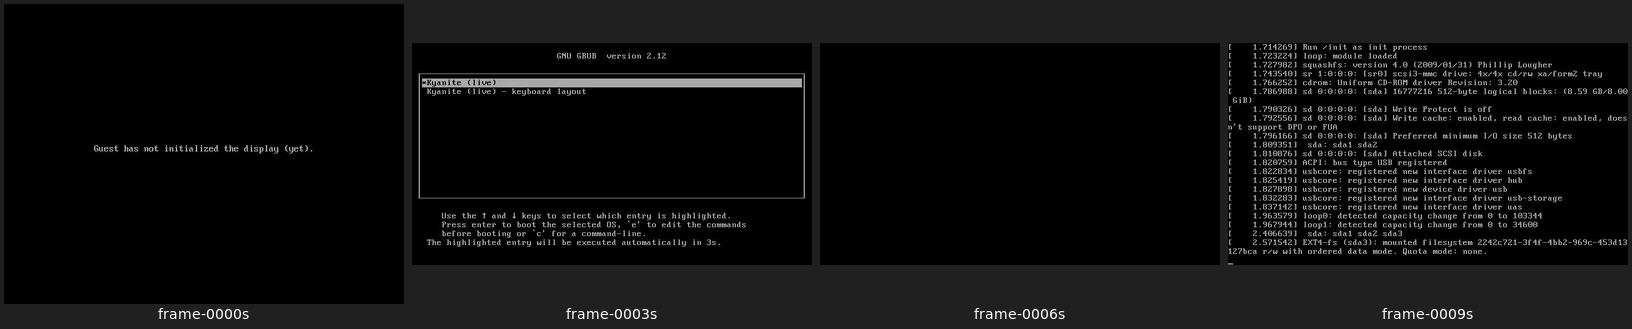 Guest has not initialized the display (yet).
frame-0000s
GNU GRUB version 2.12
*Kyanite (live)
Kyanite (live) - keyboard layout
Use the ↑ and ↓ keys to select which entry is highlighted.
Press enter to boot the selected OS, `e' to edit the commands
before booting or `c' for a command-line.
The highlighted entry will be executed automatically in 3s.
frame-0003s
frame-0006s
[    1.714269] Run /init as init process
[    1.723224] loop: module loaded
[    1.727982] squashfs: version 4.0 (2009/01/31) Phillip Lougher
[    1.743540] sr 1:0:0:0: [sr0] scsi3-mmc drive: 4x/4x cd/rw xa/form2 tray
[    1.766252] cdrom: Uniform CD-ROM driver Revision: 3.20
[    1.786988] sd 0:0:0:0: [sda] 16777216 512-byte logical blocks: (8.59 GB/8.00
GiB)
[    1.790326] sd 0:0:0:0: [sda] Write Protect is off
[    1.792556] sd 0:0:0:0: [sda] Write cache: enabled, read cache: enabled, does
n't support DPO or FUA
[    1.796166] sd 0:0:0:0: [sda] Preferred minimum I/O size 512 bytes
[    1.809351]  sda: sda1 sda2
[    1.810876] sd 0:0:0:0: [sda] Attached SCSI disk
[    1.820759] ACPI: bus type USB registered
[    1.822834] usbcore: registered new interface driver usbfs
[    1.825419] usbcore: registered new interface driver hub
[    1.827898] usbcore: registered new device driver usb
[    1.832283] usbcore: registered new interface driver usb-storage
[    1.837142] usbcore: registered new interface driver uas
[    1.963579] loop0: detected capacity change from 0 to 103344
[    1.967944] loop1: detected capacity change from 0 to 34600
[    2.406639]  sda: sda1 sda2 sda3
[    2.571542] EXT4-fs (sda3): mounted filesystem 2242c721-3f4f-4bb2-969c-453d13
127bca r/w with ordered data mode. Quota mode: none.
frame-0009s